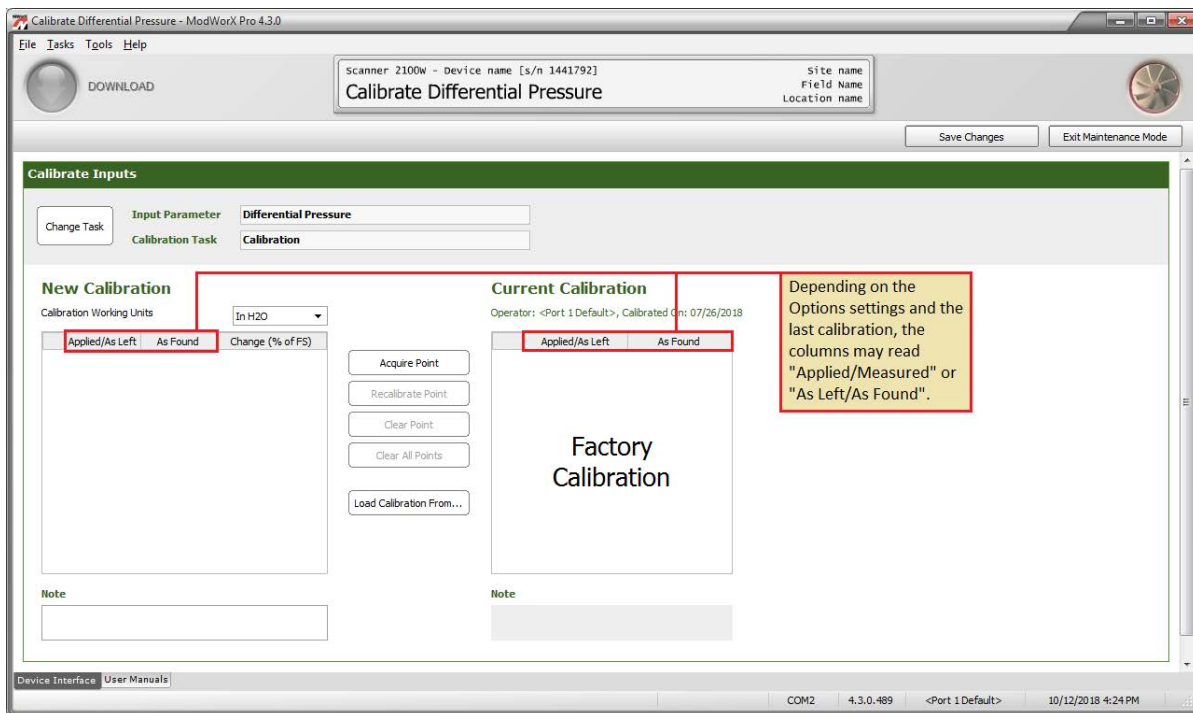 Calibrate Differential Pressure - ModWorX Pro 4.3.0
File Tasks Tools Help
DOWNLOAD
Scanner 2100W - Device name [s/n 1441792]
Calibrate Differential Pressure
Site name
Field Name
Location name
Save Changes
Exit Maintenance Mode
Calibrate Inputs
Change Task
Input Parameter
Differential Pressure
Calibration Task
Calibration
New Calibration
Calibration Working Units
In H2O
Applied/As Left As Found Change (% of FS)
Acquire Point
Recalibrate Point
Clear Point
Clear All Points
Load Calibration From...
Current Calibration
Operator: <Port 1 Default>, Calibrated On: 07/26/2018
Applied/As Left As Found
Factory
Calibration
Depending on the
Options settings and the
last calibration, the
columns may read
"Applied/Measured" or
"As Left/As Found".
Note
Note
Device Interface User Manuals
COM2 4.3.0.489 <Port 1 Default> 10/12/2018 4:24 PM